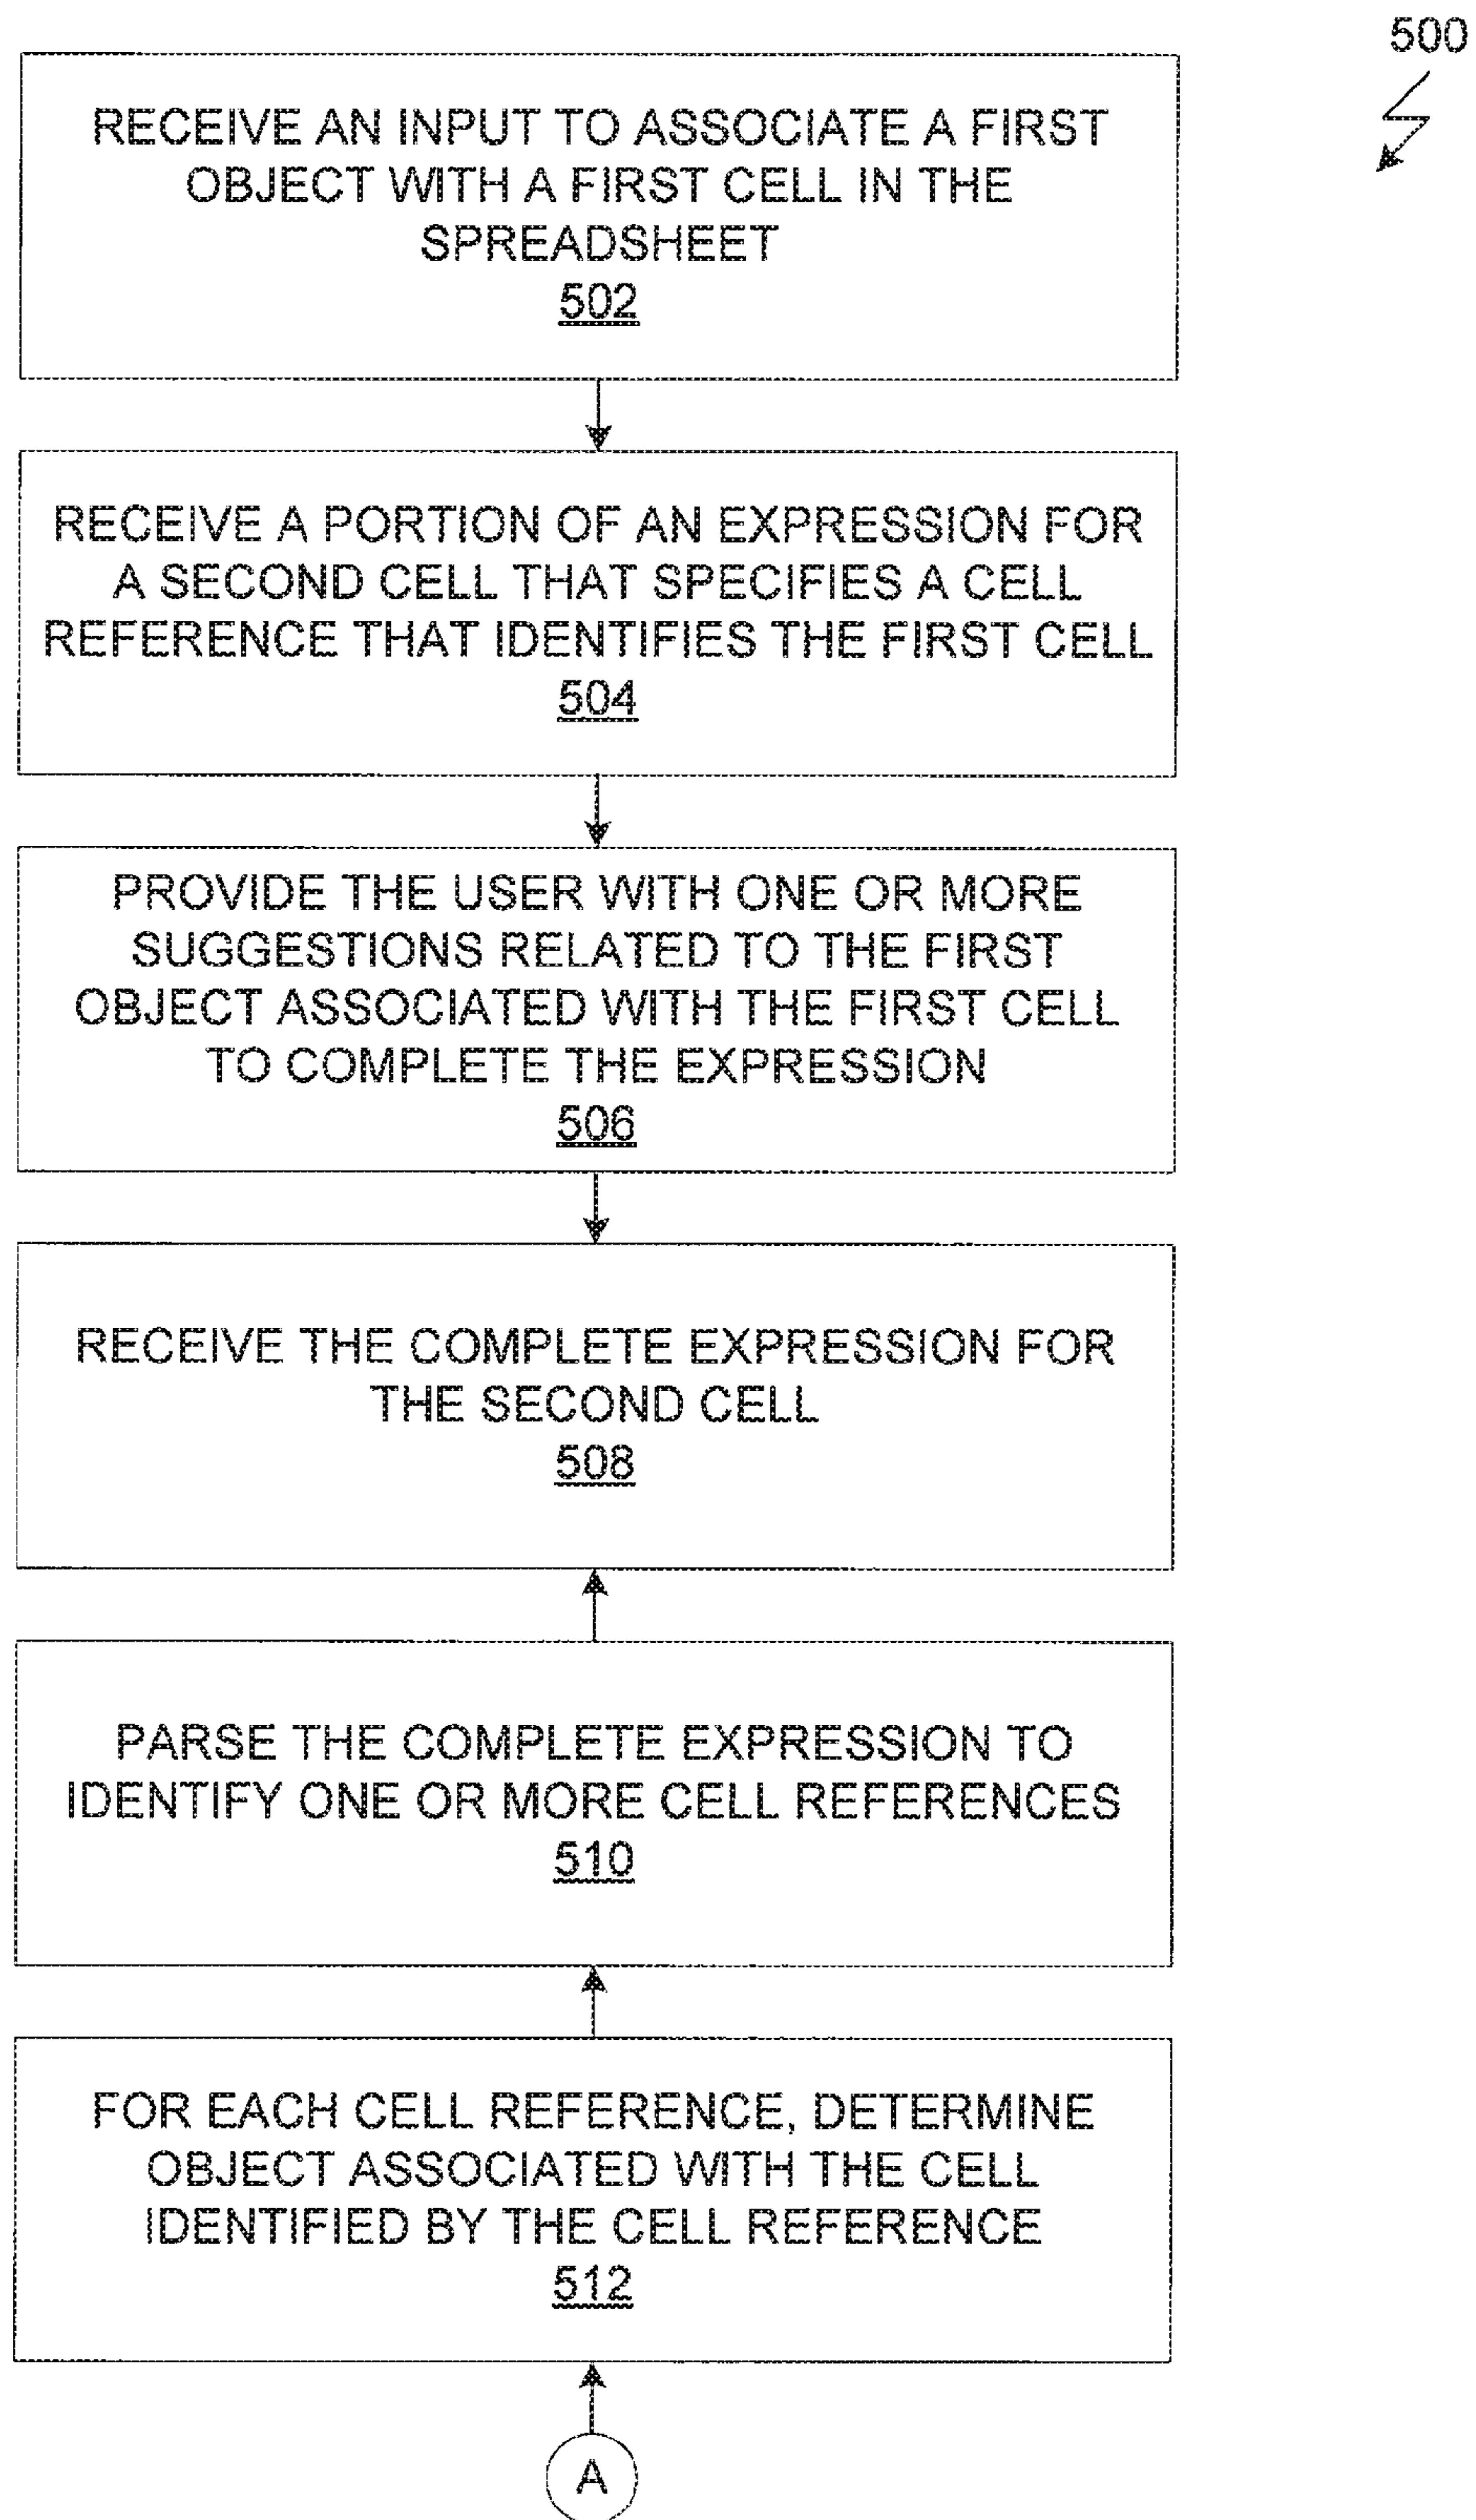 500
RECEIVE AN INPUT TO ASSOCIATE A FIRST
OBJECT WITH A FIRST CELL IN THE
SPREADSHEET
502
RECEIVE A PORTION OF AN EXPRESSION FOR
A SECOND CELL THAT SPECIFIES A CELL
REFERENCE THAT IDENTIFIES THE FIRST CELL
504
PROVIDE THE USER WITH ONE OR MORE
SUGGESTIONS RELATED TO THE FIRST
OBJECT ASSOCIATED WITH THE FIRST CELL
TO COMPLETE THE EXPRESSION
506
RECEIVE THE COMPLETE EXPRESSION FOR
THE SECOND CELL
508
PARSE THE COMPLETE EXPRESSION TO
IDENTIFY ONE OR MORE CELL REFERENCES
510
FOR EACH CELL REFERENCE, DETERMINE
OBJECT ASSOCIATED WITH THE CELL
IDENTIFIED BY THE CELL REFERENCE
512
A